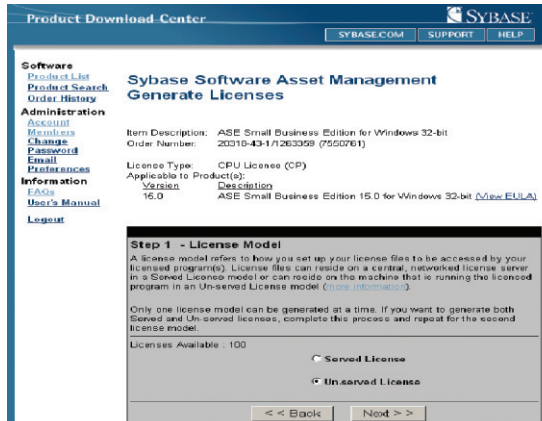 Product Download Center
SYBASE
SYBASE.COM SUPPORT HELP
Software
Product List
Product Search
Order History
Administration
Account
Members
Change
Password
Email
Preferences
Information
FAQs
User's Manual
Logout
Sybase Software Asset Management
Generate Licenses
Item Description: ASE Small Business Edition for Windows 32-bit
Order Number: 20318-43-1/1263359 (7550761)
License Type: CPU License (CP)
Applicable to Product(s):
Version Description
15.0 ASE Small Business Edition 15.0 for Windows 32-bit (View EULA)
Step 1 - License Model
A license model refers to how you set up your license files to be accessed by your
licensed program(s). License files can reside on a central, networked license server
in a Served License model or can reside on the machine that is running the licensed
program in an Un-served License model (more information).
Only one license model can be generated at a time. If you want to generate both
Served and Un-served licenses, complete this process and repeat for the second
license model.
Licenses Available : 100
Served License
Un-served License
< < Back Next > >